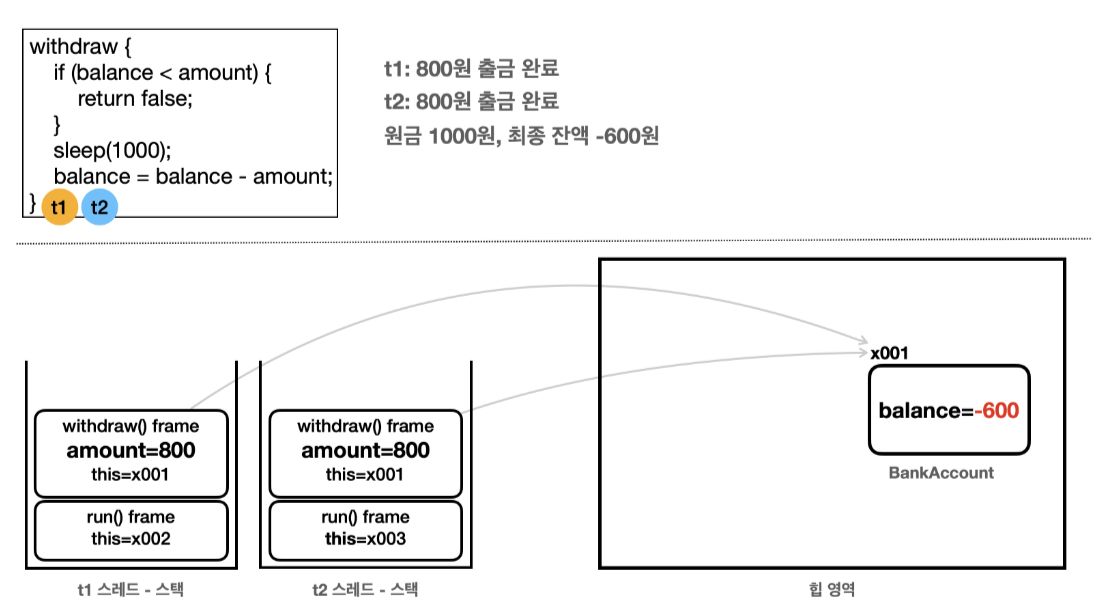 withdraw {
if (balance < amount) {
return false;
}
sleep(1000);
balance = balance - amount;
} t1 t2
t1: 800원 출금 완료
t2: 800원 출금 완료
원금 1000원, 최종 잔액 -600원
x001
balance=-600
BankAccount
withdraw() frame
amount=800
this=x001
run() frame
this=x002
t1 스레드 - 스택
withdraw() frame
amount=800
this=x001
run() frame
this=x003
t2 스레드 - 스택
힙 영역